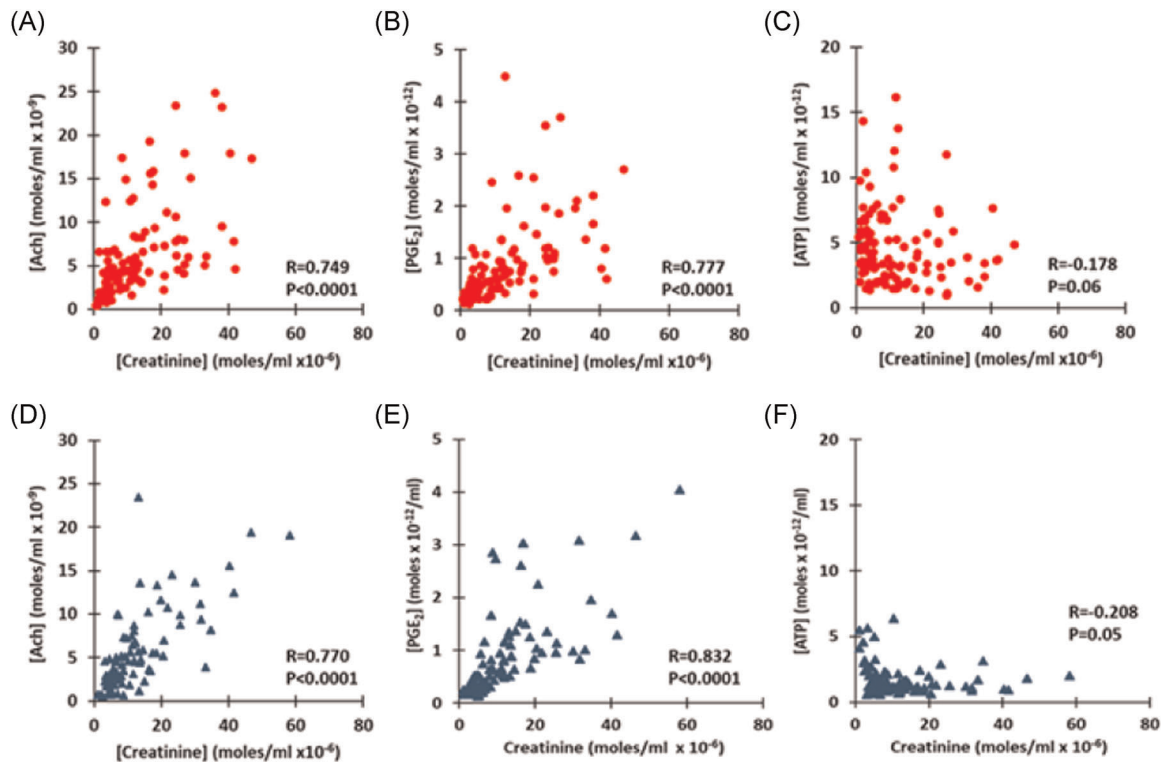 (A)
[Ach] (moles/ml x 10⁻⁹)
30
25
20
15
10
5
0
0 20 40 60 80
R=0.749
P<0.0001
[Creatinine] (moles/ml x10⁻⁶)
(B)
[PGE₂] (moles/ml x 10⁻¹²)
5
4
3
2
1
0
0 20 40 60 80
R=0.777
P<0.0001
[Creatinine] (moles/ml x10⁻⁶)
(C)
[ATP] (moles/ml x 10⁻¹²)
20
15
10
5
0
0 20 40 60 80
R=-0.178
P=0.06
[Creatinine] (moles/ml x10⁻⁶)
(D)
[Ach] (moles/ml x 10⁻⁹)
30
25
20
15
10
5
0
0 20 40 60 80
R=0.770
P<0.0001
[Creatinine] (moles/ml x10⁻⁶)
(E)
[PGE₂] (moles x 10⁻¹²/ml)
5
4
3
2
1
0
0 20 40 60 80
R=0.832
P<0.0001
Creatinine (moles/ml x 10⁻⁶)
(F)
[ATP] (moles x 10⁻¹²/ml)
20
15
10
5
0
0 20 40 60 80
R=-0.208
P=0.05
Creatinine (moles/ml x 10⁻⁶)